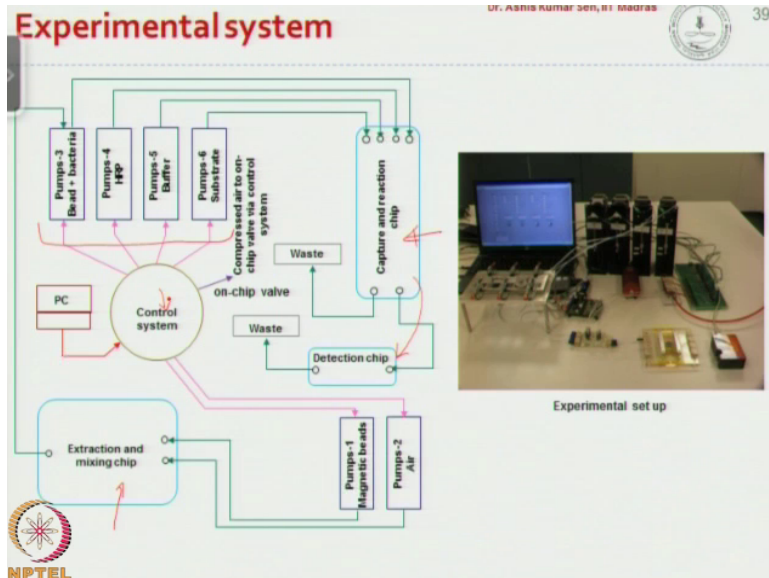 Dr. Ashis Kumar Sen, IIT Madras
39
Experimental system
Pumps-3
Bead + bacteria
Pumps-4
HRP
Pumps-5
Buffer
Pumps-6
Substrate
Compressed air to on-
chip valve via control
system
Capture and reaction
chip
Waste
on-chip valve
PC
Control
system
Waste
Detection chip
Extraction and
mixing chip
Pumps-1
Magnetic beads
Pumps-2
Air
Experimental set up
NPTEL